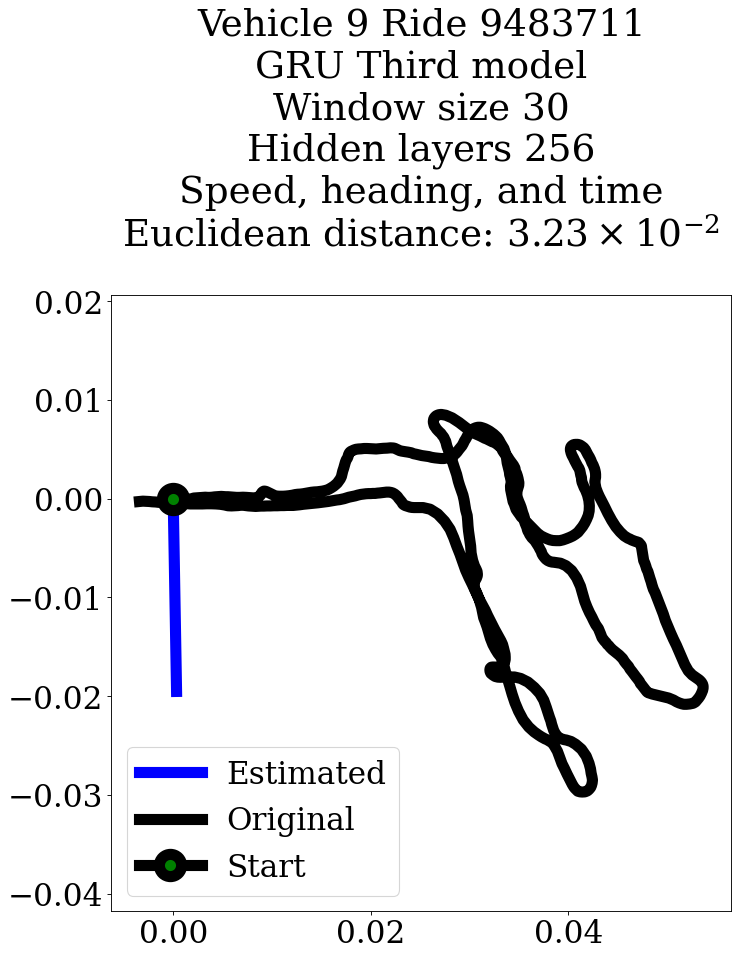 Vehicle 9 Ride 9483711
GRU Third model
Window size 30
Hidden layers 256
Speed, heading, and time
Euclidean distance: 3.23 × 10⁻²
0.02
0.01
0.00
−0.01
−0.02
−0.03
−0.04
Estimated
Original
Start
0.00 0.02 0.04